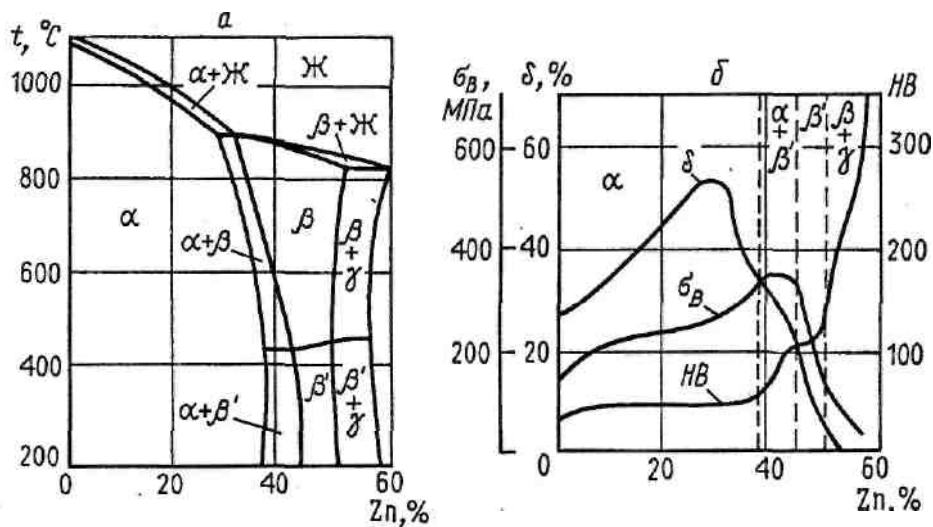 а
t, °C
1000
800
600
400
200
0
20
40
60
Zn,%
α+Ж
Ж
β+Ж
α
α+β
β
β+γ
α+β'
β'
β'+γ
б
σв, МПа
600
400
200
δ, %
60
40
20
0
HB
300
200
100
α
α+β'
β'
β+γ
δ
σв
HB
20
40
60
Zn.%